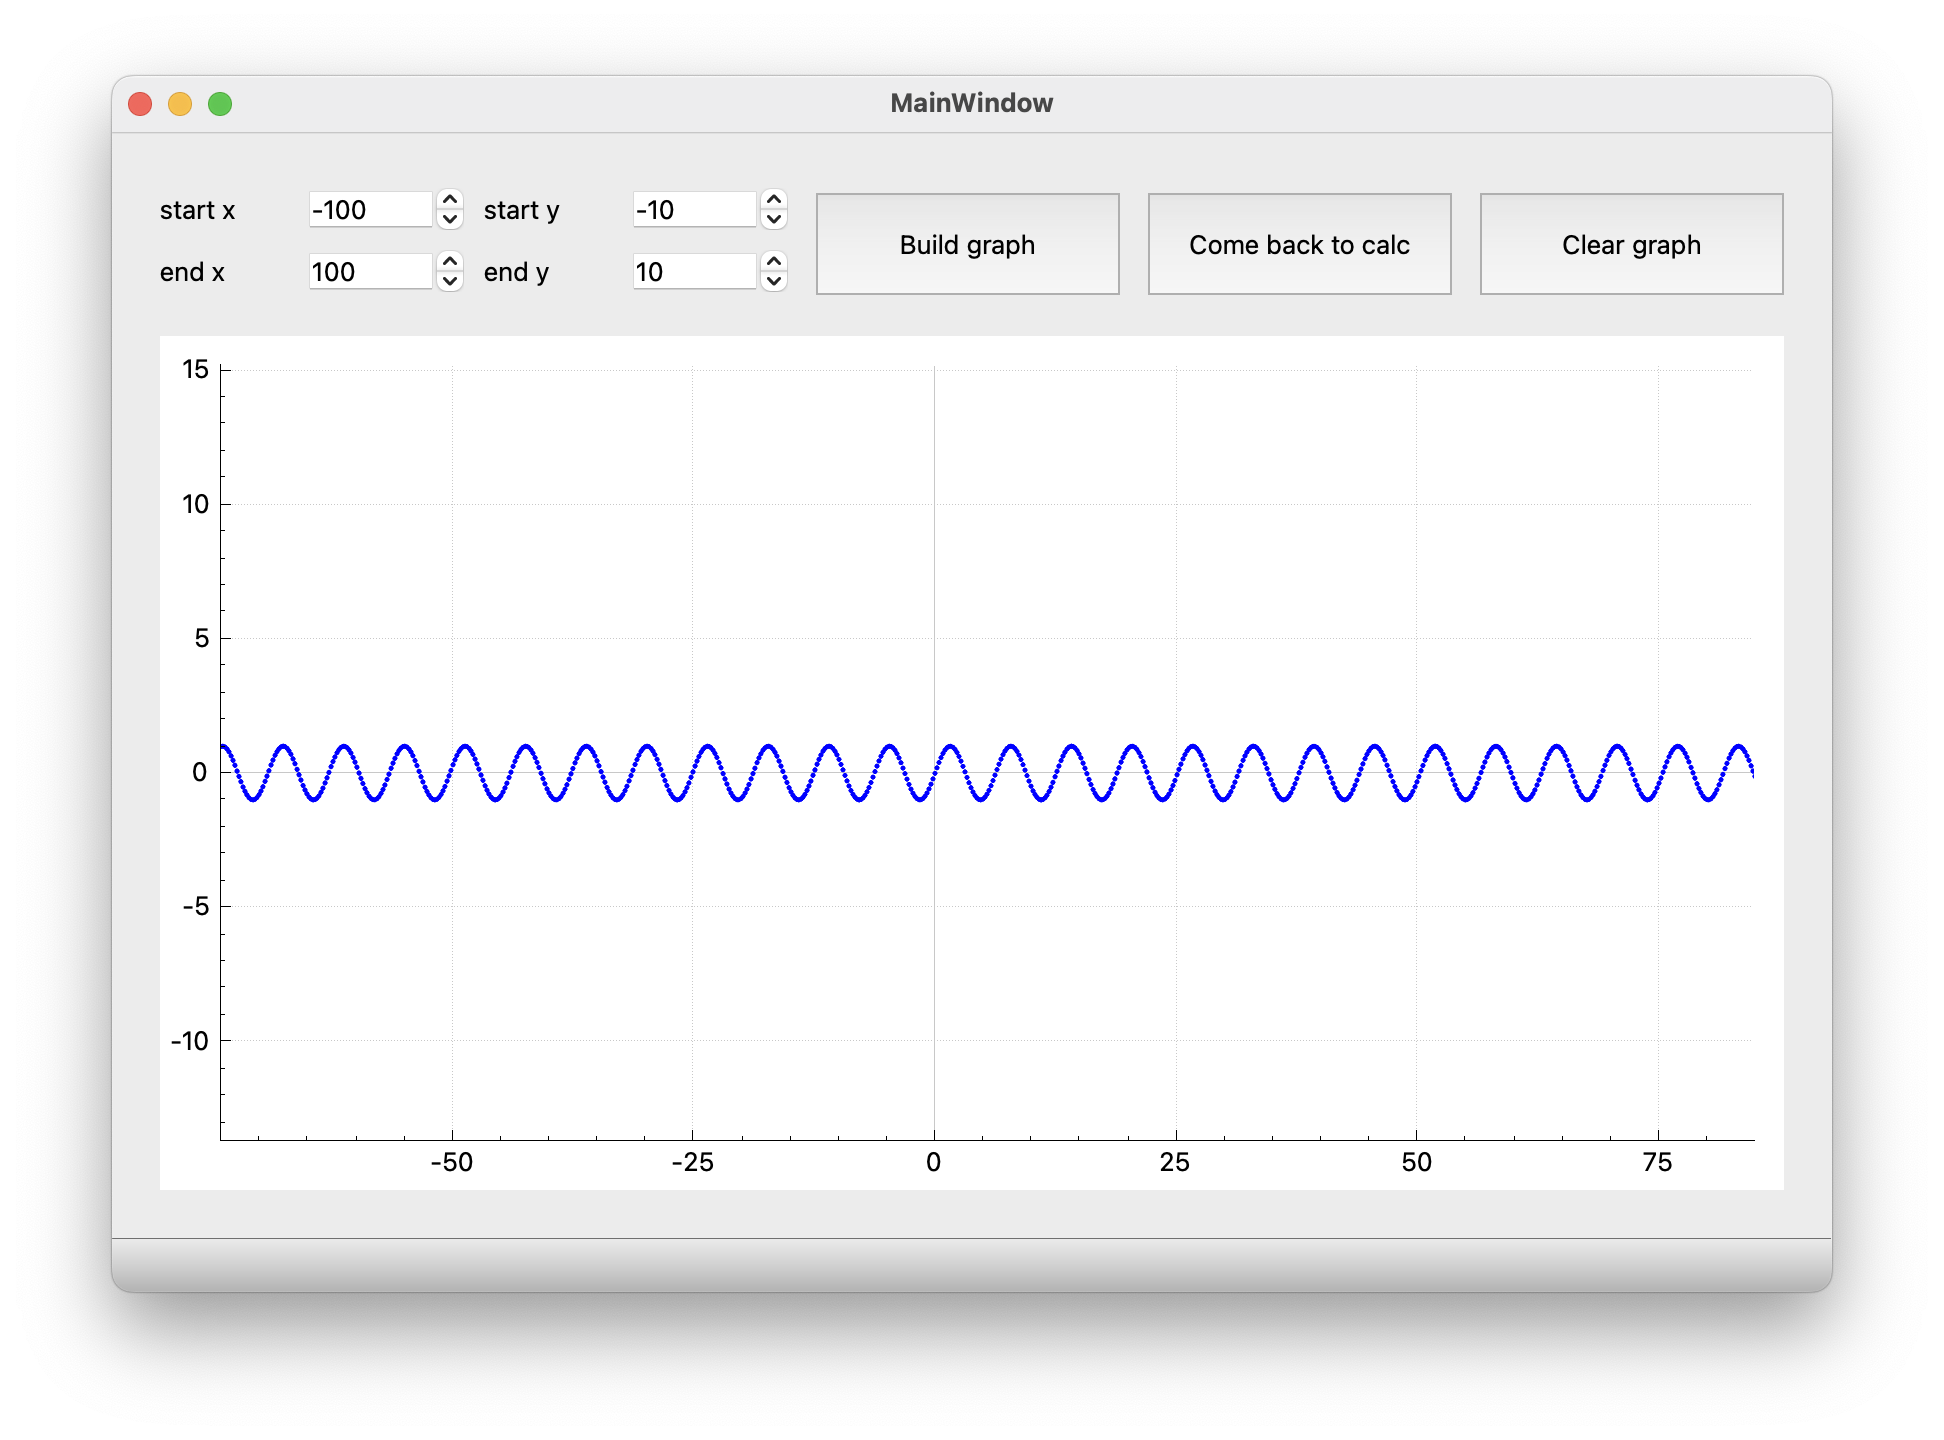 MainWindow
start x -100 start y -10
end x 100 end y 10
Build graph Come back to calc Clear graph
15
10
5
0
-5
-10
-50 -25 0 25 50 75